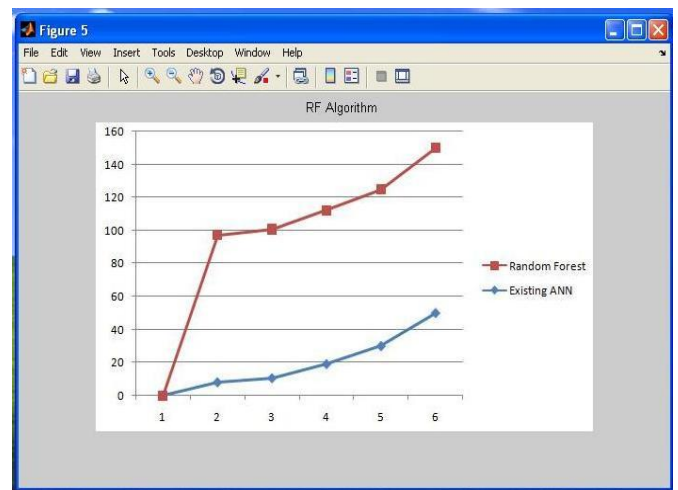 Figure 5
File Edit View Insert Tools Desktop Window Help
RF Algorithm
160
140
120
100
80
60
40
20
0
1 2 3 4 5 6
Random Forest
Existing ANN